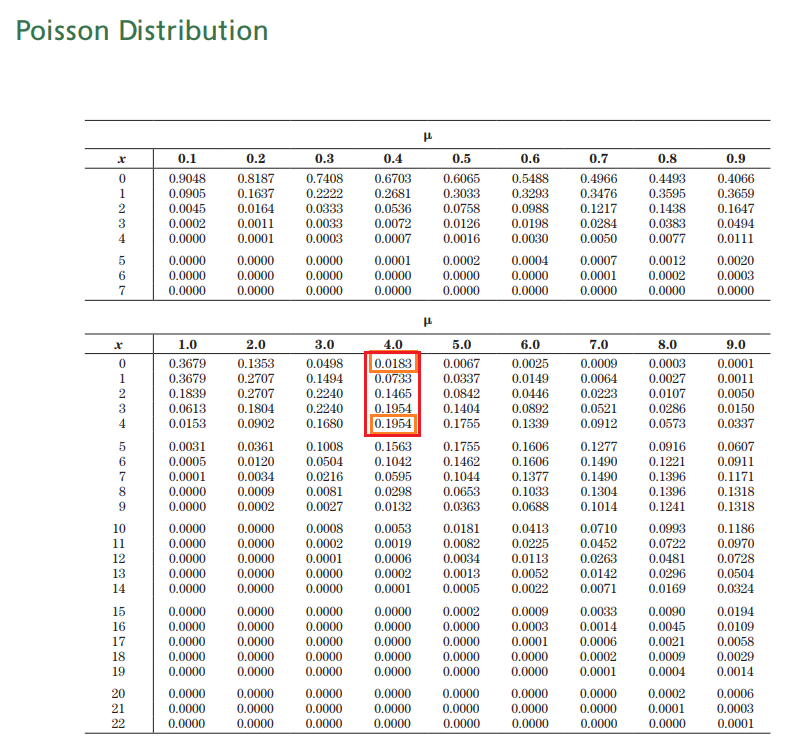 Poisson Distribution
μ
x 0.1 0.2 0.3 0.4 0.5 0.6 0.7 0.8 0.9
0 0.9048 0.8187 0.7408 0.6703 0.6065 0.5488 0.4966 0.4493 0.4066
1 0.0905 0.1637 0.2222 0.2681 0.3033 0.3293 0.3476 0.3595 0.3659
2 0.0045 0.0164 0.0333 0.0536 0.0758 0.0988 0.1217 0.1438 0.1647
3 0.0002 0.0011 0.0033 0.0072 0.0126 0.0198 0.0284 0.0383 0.0494
4 0.0000 0.0001 0.0003 0.0007 0.0016 0.0030 0.0050 0.0077 0.0111
5 0.0000 0.0000 0.0000 0.0001 0.0002 0.0004 0.0007 0.0012 0.0020
6 0.0000 0.0000 0.0000 0.0000 0.0000 0.0000 0.0001 0.0002 0.0003
7 0.0000 0.0000 0.0000 0.0000 0.0000 0.0000 0.0000 0.0000 0.0000
μ
x 1.0 2.0 3.0 4.0 5.0 6.0 7.0 8.0 9.0
0 0.3679 0.1353 0.0498 0.0183 0.0067 0.0025 0.0009 0.0003 0.0001
1 0.3679 0.2707 0.1494 0.0733 0.0337 0.0149 0.0064 0.0027 0.0011
2 0.1839 0.2707 0.2240 0.1465 0.0842 0.0446 0.0223 0.0107 0.0050
3 0.0613 0.1804 0.2240 0.1954 0.1404 0.0892 0.0521 0.0286 0.0150
4 0.0153 0.0902 0.1680 0.1954 0.1755 0.1339 0.0912 0.0573 0.0337
5 0.0031 0.0361 0.1008 0.1563 0.1755 0.1606 0.1277 0.0916 0.0607
6 0.0005 0.0120 0.0504 0.1042 0.1462 0.1606 0.1490 0.1221 0.0911
7 0.0001 0.0034 0.0216 0.0595 0.1044 0.1377 0.1490 0.1396 0.1171
8 0.0000 0.0009 0.0081 0.0298 0.0653 0.1033 0.1304 0.1396 0.1318
9 0.0000 0.0002 0.0027 0.0132 0.0363 0.0688 0.1014 0.1241 0.1318
10 0.0000 0.0000 0.0008 0.0053 0.0181 0.0413 0.0710 0.0993 0.1186
11 0.0000 0.0000 0.0002 0.0019 0.0082 0.0225 0.0452 0.0722 0.0970
12 0.0000 0.0000 0.0001 0.0006 0.0034 0.0113 0.0263 0.0481 0.0728
13 0.0000 0.0000 0.0000 0.0002 0.0013 0.0052 0.0142 0.0296 0.0504
14 0.0000 0.0000 0.0000 0.0001 0.0005 0.0022 0.0071 0.0169 0.0324
15 0.0000 0.0000 0.0000 0.0000 0.0002 0.0009 0.0033 0.0090 0.0194
16 0.0000 0.0000 0.0000 0.0000 0.0000 0.0003 0.0014 0.0045 0.0109
17 0.0000 0.0000 0.0000 0.0000 0.0000 0.0001 0.0006 0.0021 0.0058
18 0.0000 0.0000 0.0000 0.0000 0.0000 0.0000 0.0002 0.0009 0.0029
19 0.0000 0.0000 0.0000 0.0000 0.0000 0.0000 0.0001 0.0004 0.0014
20 0.0000 0.0000 0.0000 0.0000 0.0000 0.0000 0.0000 0.0002 0.0006
21 0.0000 0.0000 0.0000 0.0000 0.0000 0.0000 0.0000 0.0001 0.0003
22 0.0000 0.0000 0.0000 0.0000 0.0000 0.0000 0.0000 0.0000 0.0001